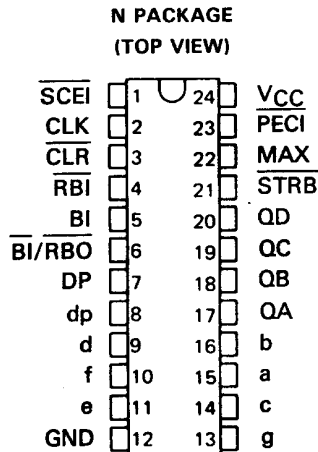 N PACKAGE
(TOP VIEW)
SCEI 1 24 VCC
CLK 2 23 PECI
CLR 3 22 MAX
RBI 4 21 STRB
BI 5 20 QD
BI/RBO 6 19 QC
DP 7 18 QB
dp 8 17 QA
d 9 16 b
f 10 15 a
e 11 14 c
GND 12 13 g